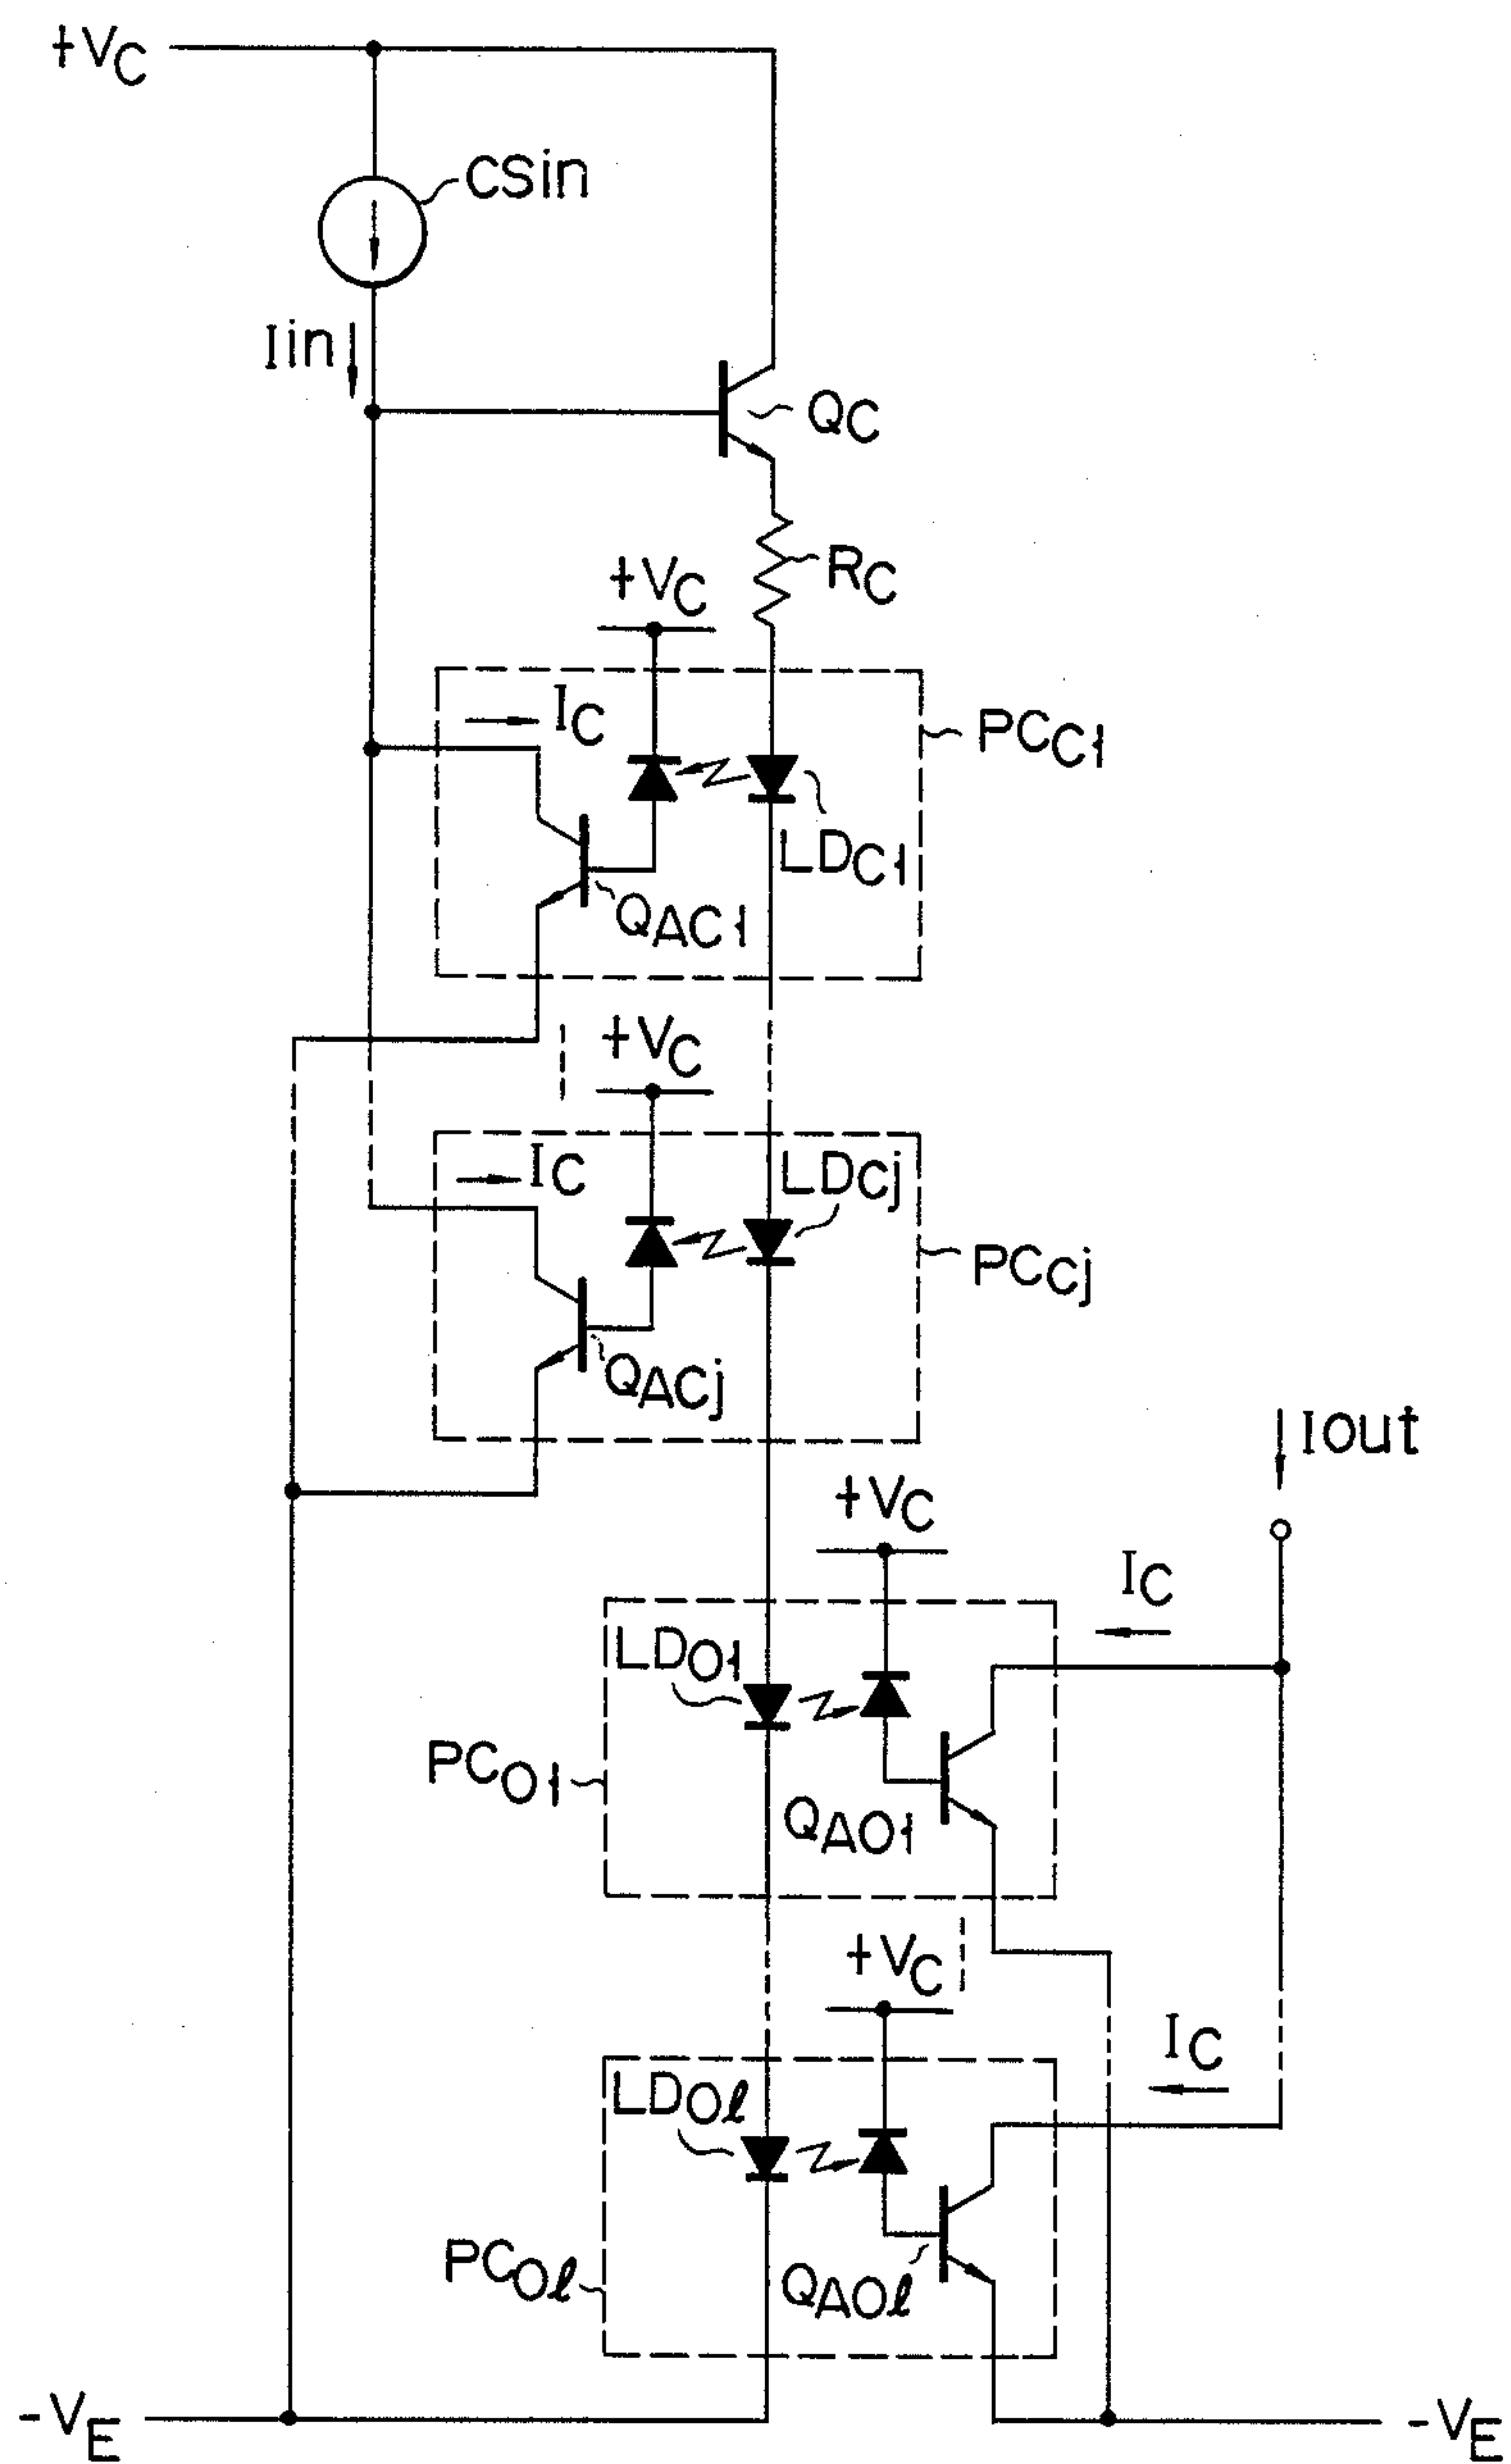 +VC
CSin
Iin
QC
RC
+VC
IC
PCC1
LDC1
QAC1
+VC
IC
LDCj
PCCj
QACj
Iout
+VC
IC
LDO1
PCO1
QAO1
+VC
IC
LDOℓ
PCOℓ
QAOℓ
-VE
-VE